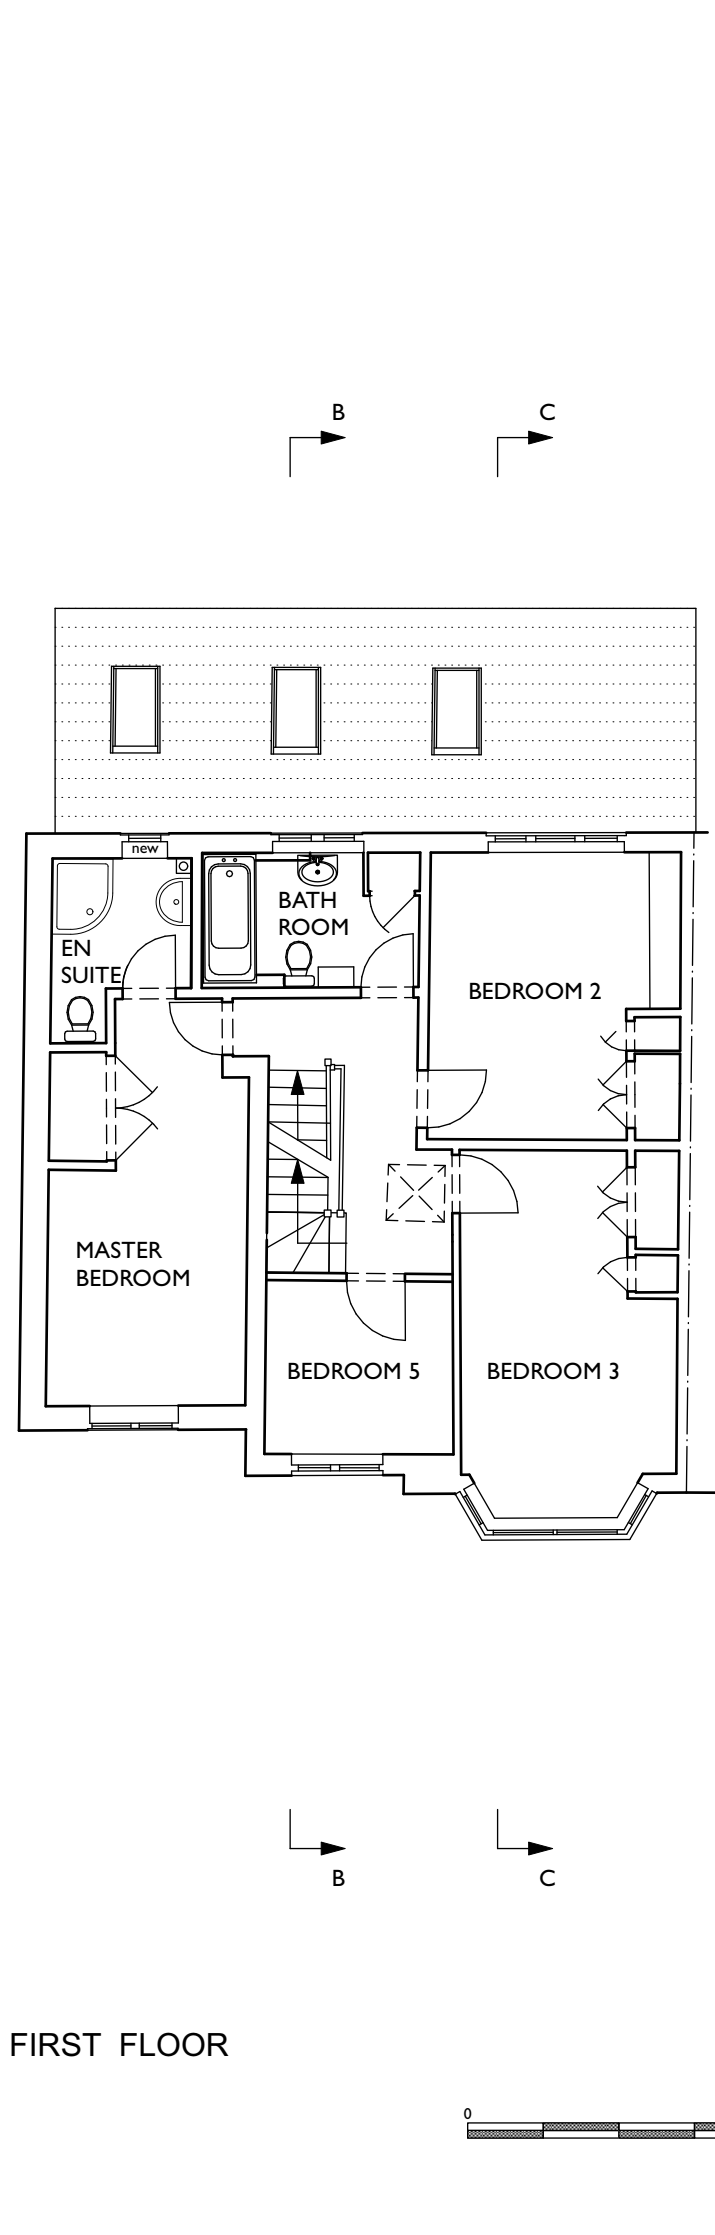 B
C
new
BATH
ROOM
EN
SUITE
BEDROOM 2
MASTER
BEDROOM
BEDROOM 5
BEDROOM 3
B
C
FIRST FLOOR
0